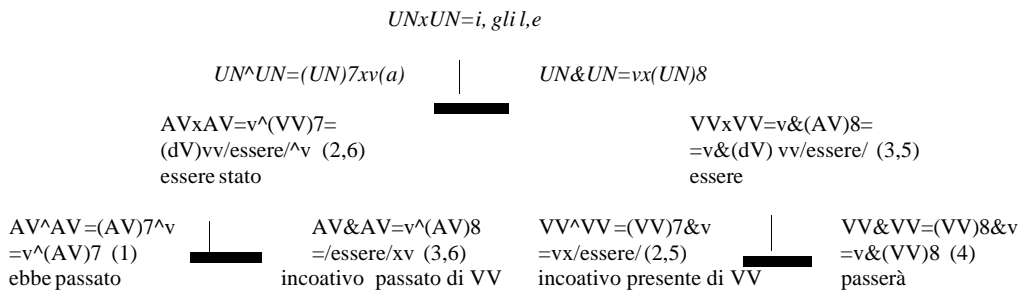 UNxUN=i, gli l,e
UN^UN=(UN)7xv(a) UN&UN=vx(UN)8
AVxAV=v^(VV)7= VVxVV=v&(AV)8=
(dV)vv/essere/^v (2,6) =v&(dV) vv/essere/ (3,5)
essere stato essere
AV^AV=(AV)7^v AV&AV=v^(AV)8 VV^VV=(VV)7&v VV&VV=(VV)8&v
=v^(AV)7 (1) =/essere/xv (3,6) =vx/essere/ (2,5) =v&(VV)8 (4)
ebbe passato incoativo passato di VV incoativo presente di VV passerà